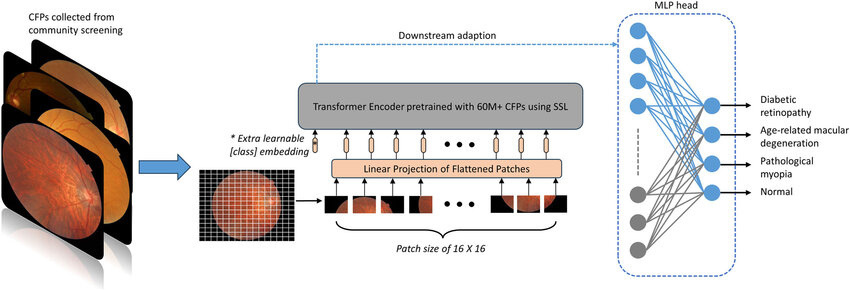 CFPs collected from
community screening
Downstream adaption
MLP head
Transformer Encoder pretrained with 60M+ CFPs using SSL
* Extra learnable
[class] embedding
*
Linear Projection of Flattened Patches
Patch size of 16 X 16
Diabetic
retinopathy
Age-related macular
degeneration
Pathological
myopia
Normal